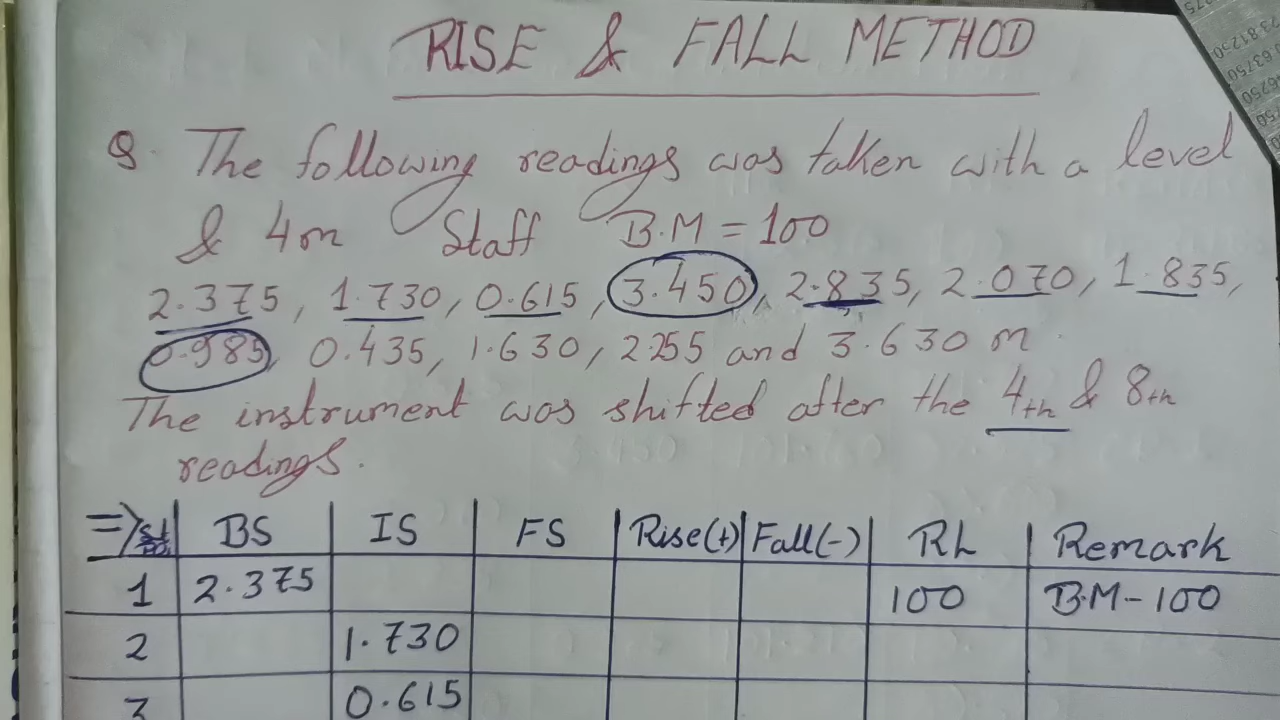 RISE & FALL METHOD
Q. The following readings was taken with a level
& 4m Staff B.M = 100
2.375, 1.730, 0.615, 3.450, 2.835, 2.070, 1.835,
0.985, 0.435, 1.630, 2.255 and 3.630 m.
The instrument was shifted after the 4th & 8th
readings.
=> BS IS FS Rise(+) Fall(-) RL Remark
1 2.375 100 B.M-100
2 1.730
3 0.615